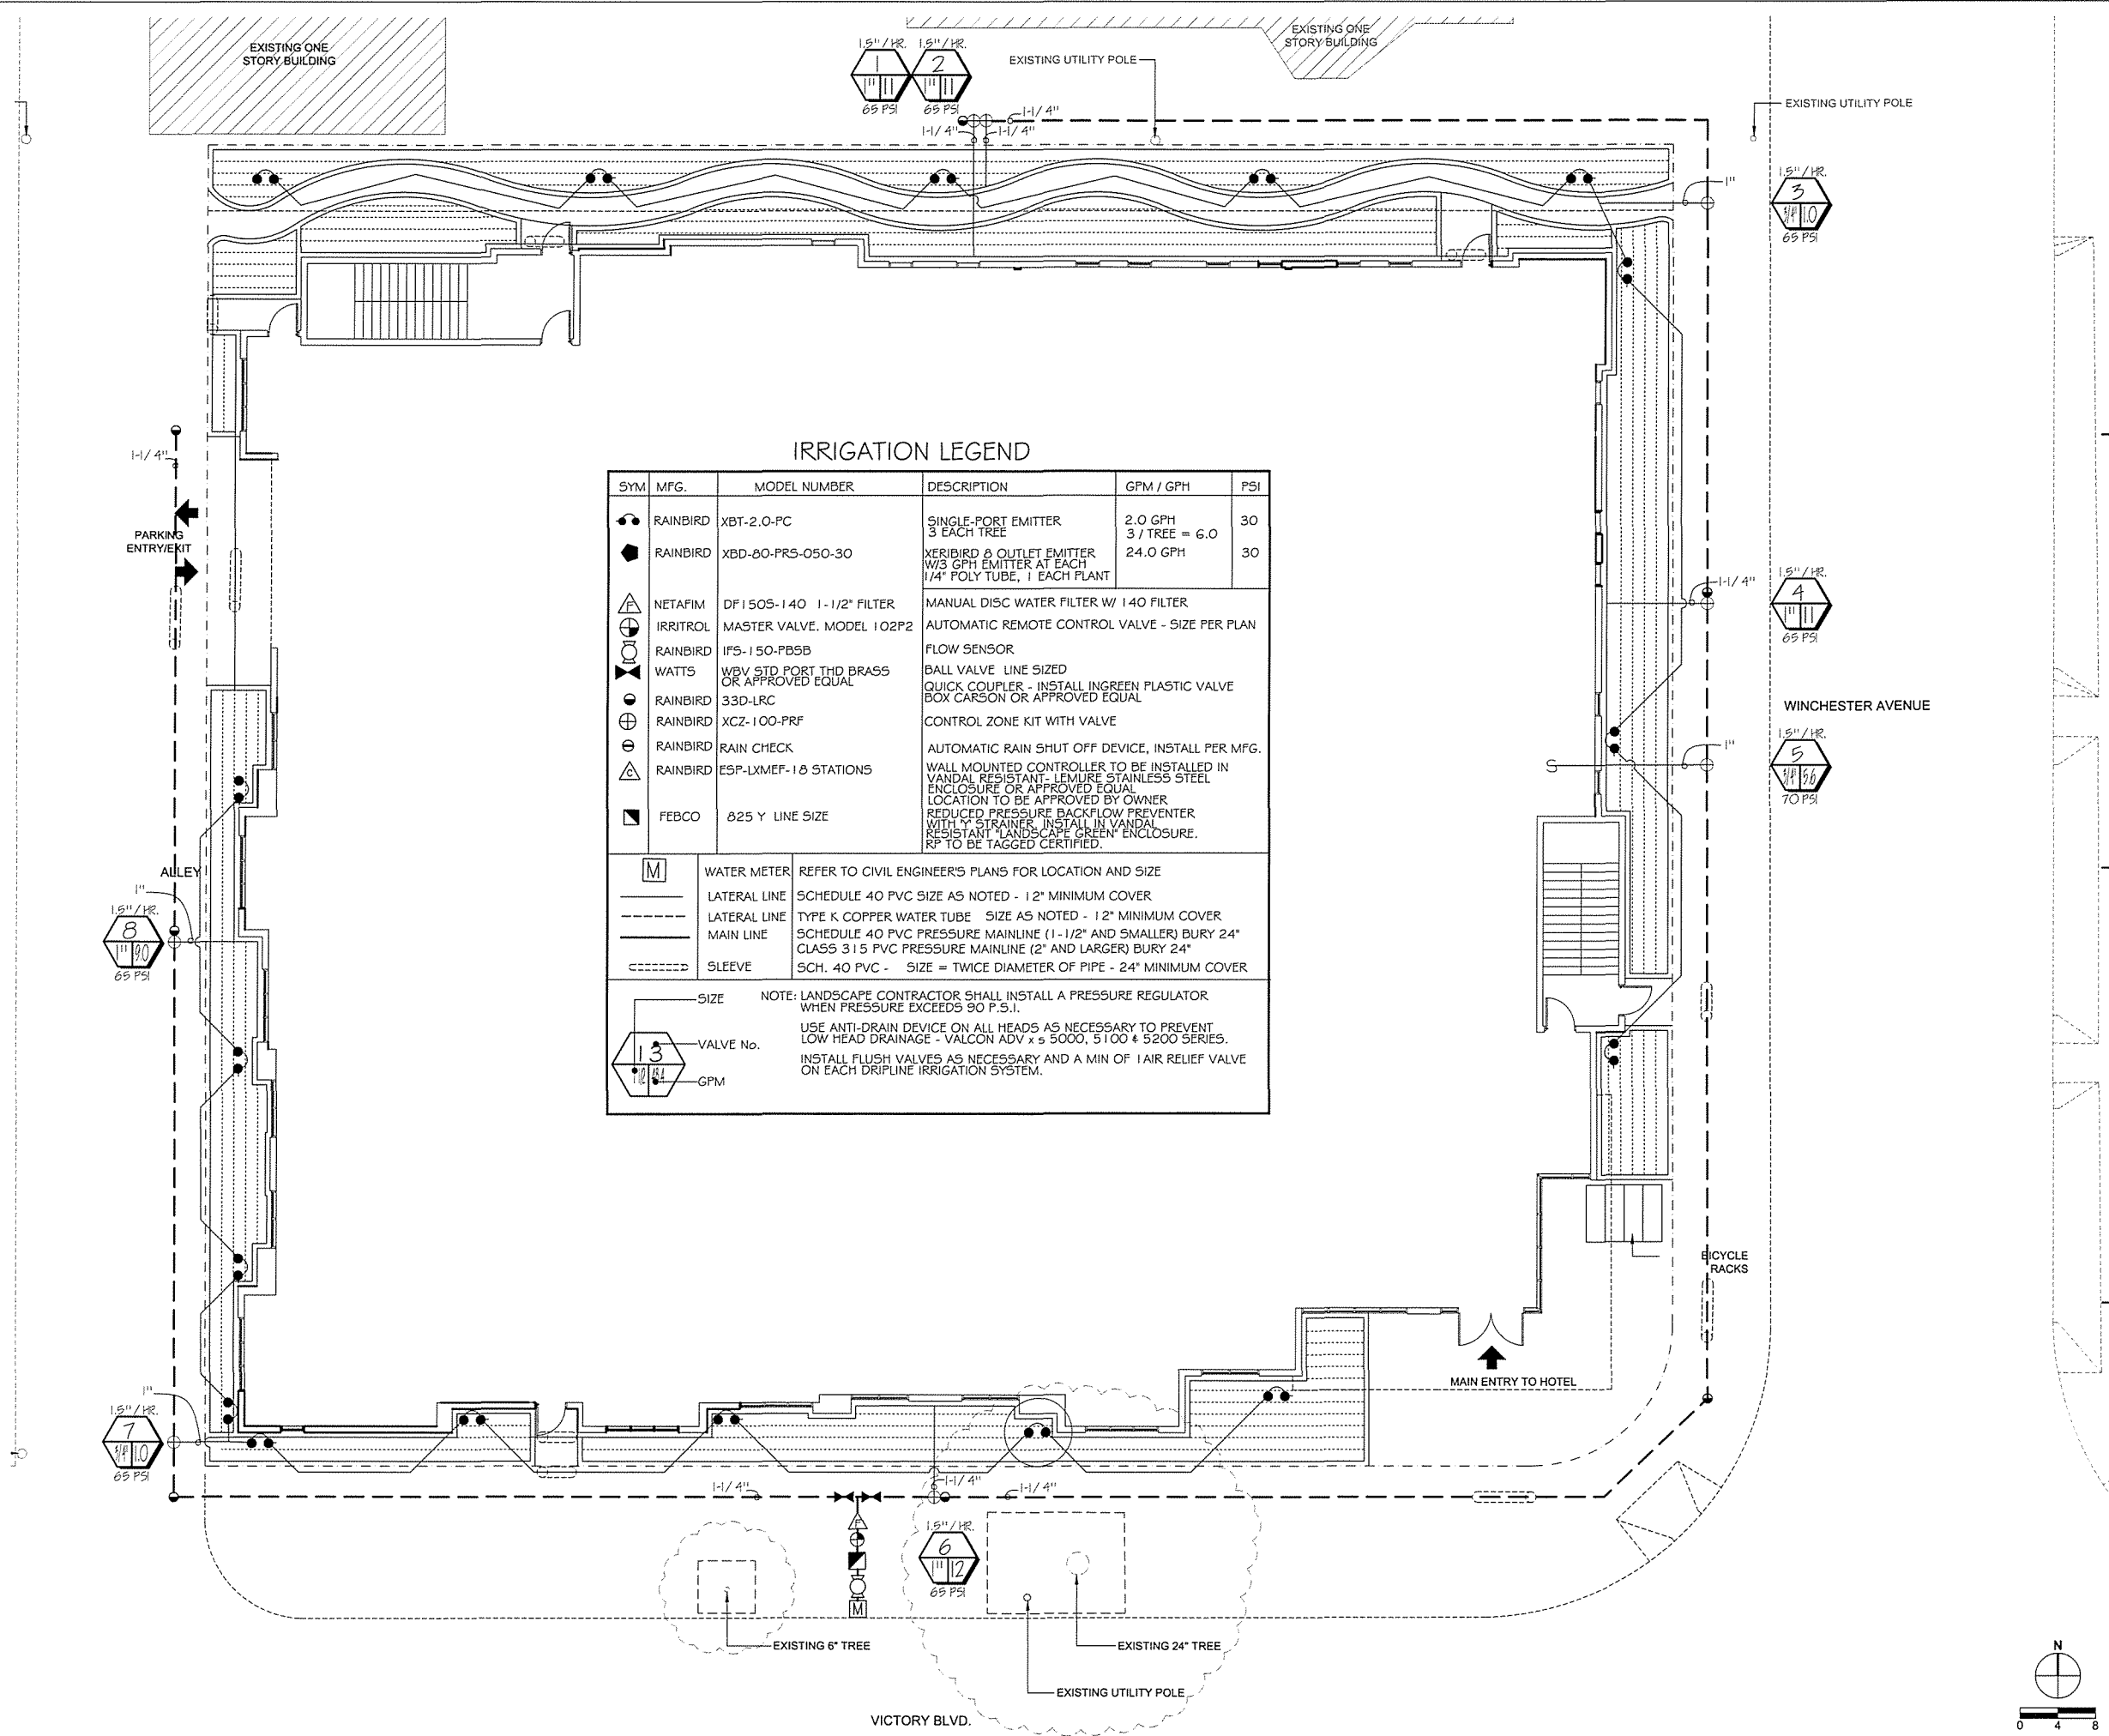 EXISTING ONE
STORY BUILDING
EXISTING ONE
STORY BUILDING
1.5"/HR.
1
1" 11
65 PSI
1.5"/HR.
2
1" 11
65 PSI
EXISTING UTILITY POLE
EXISTING UTILITY POLE
1-1/4"
1-1/4"
1-1/4"
1"
1.5"/HR.
3
3/4" 1.0
65 PSI
1-1/4"
PARKING
ENTRY/EXIT
IRRIGATION LEGEND
SYM MFG. MODEL NUMBER DESCRIPTION GPM / GPH PSI
RAINBIRD XBT-2.0-PC SINGLE-PORT EMITTER 2.0 GPH 30
3 EACH TREE 3 / TREE = 6.0
RAINBIRD XBD-80-PRS-050-30 XERIBIRD 8 OUTLET EMITTER 24.0 GPH 30
W/3 GPH EMITTER AT EACH
1/4" POLY TUBE, 1 EACH PLANT
F NETAFIM DF150S-140 1-1/2" FILTER MANUAL DISC WATER FILTER W/ 140 FILTER
IRRITROL MASTER VALVE. MODEL 102P2 AUTOMATIC REMOTE CONTROL VALVE - SIZE PER PLAN
RAINBIRD IFS-150-PBSB FLOW SENSOR
WATTS WBV STD PORT THD BRASS BALL VALVE LINE SIZED
OR APPROVED EQUAL
QUICK COUPLER - INSTALL INGREEN PLASTIC VALVE
RAINBIRD 33D-LRC BOX CARSON OR APPROVED EQUAL
RAINBIRD XCZ-100-PRF CONTROL ZONE KIT WITH VALVE
RAINBIRD RAIN CHECK AUTOMATIC RAIN SHUT OFF DEVICE, INSTALL PER MFG.
C RAINBIRD ESP-LXMEF-18 STATIONS WALL MOUNTED CONTROLLER TO BE INSTALLED IN
VANDAL RESISTANT- LEMURE STAINLESS STEEL
ENCLOSURE OR APPROVED EQUAL
LOCATION TO BE APPROVED BY OWNER
FEBCO 825 Y LINE SIZE REDUCED PRESSURE BACKFLOW PREVENTER
WITH 'Y' STRAINER, INSTALL IN VANDAL
RESISTANT "LANDSCAPE GREEN" ENCLOSURE.
RP TO BE TAGGED CERTIFIED.
M WATER METER REFER TO CIVIL ENGINEER'S PLANS FOR LOCATION AND SIZE
LATERAL LINE SCHEDULE 40 PVC SIZE AS NOTED - 12" MINIMUM COVER
LATERAL LINE TYPE K COPPER WATER TUBE SIZE AS NOTED - 12" MINIMUM COVER
MAIN LINE SCHEDULE 40 PVC PRESSURE MAINLINE (1-1/2" AND SMALLER) BURY 24"
CLASS 315 PVC PRESSURE MAINLINE (2" AND LARGER) BURY 24"
SLEEVE SCH. 40 PVC - SIZE = TWICE DIAMETER OF PIPE - 24" MINIMUM COVER
SIZE
13
VALVE No.
GPM
NOTE: LANDSCAPE CONTRACTOR SHALL INSTALL A PRESSURE REGULATOR
WHEN PRESSURE EXCEEDS 90 P.S.I.
USE ANTI-DRAIN DEVICE ON ALL HEADS AS NECESSARY TO PREVENT
LOW HEAD DRAINAGE - VALCON ADV x s 5000, 5100 & 5200 SERIES.
INSTALL FLUSH VALVES AS NECESSARY AND A MIN OF 1 AIR RELIEF VALVE
ON EACH DRIPLINE IRRIGATION SYSTEM.
1-1/4"
1.5"/HR.
4
1" 11
65 PSI
WINCHESTER AVENUE
S
1"
1.5"/HR.
5
3/4" 5.6
70 PSI
ALLEY
1"
1.5"/HR.
8
1" 9.0
65 PSI
BICYCLE
RACKS
MAIN ENTRY TO HOTEL
1"
1.5"/HR.
7
3/4" 1.0
65 PSI
1-1/4"
1-1/4"
1-1/4"
F
M
1.5"/HR.
6
1" 12
65 PSI
EXISTING 6" TREE
EXISTING 24" TREE
EXISTING UTILITY POLE
VICTORY BLVD.
N
0 4 8